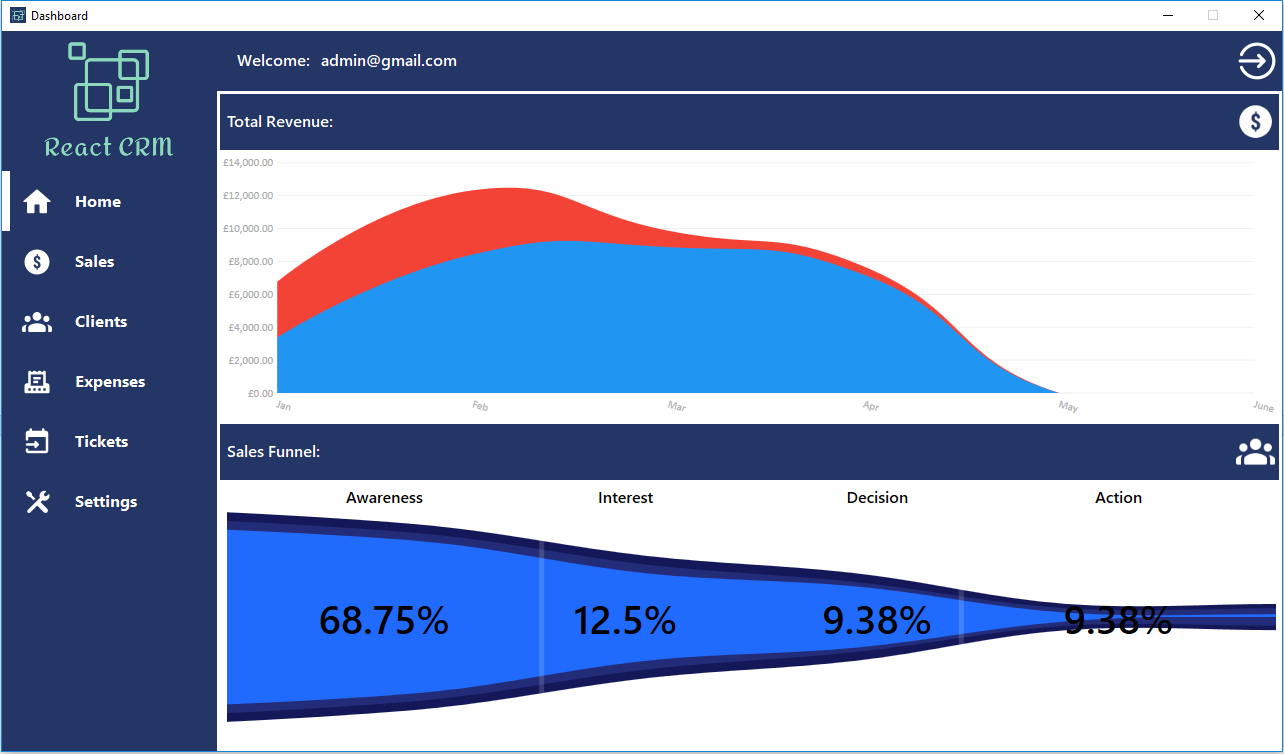 Dashboard
React CRM
Welcome: admin@gmail.com
Home
Sales
Clients
Expenses
Tickets
Settings
Total Revenue:
£14,000.00
£12,000.00
£10,000.00
£8,000.00
£6,000.00
£4,000.00
£2,000.00
£0.00
Jan Feb Mar Apr May June
Sales Funnel:
Awareness Interest Decision Action
68.75% 12.5% 9.38% 9.38%